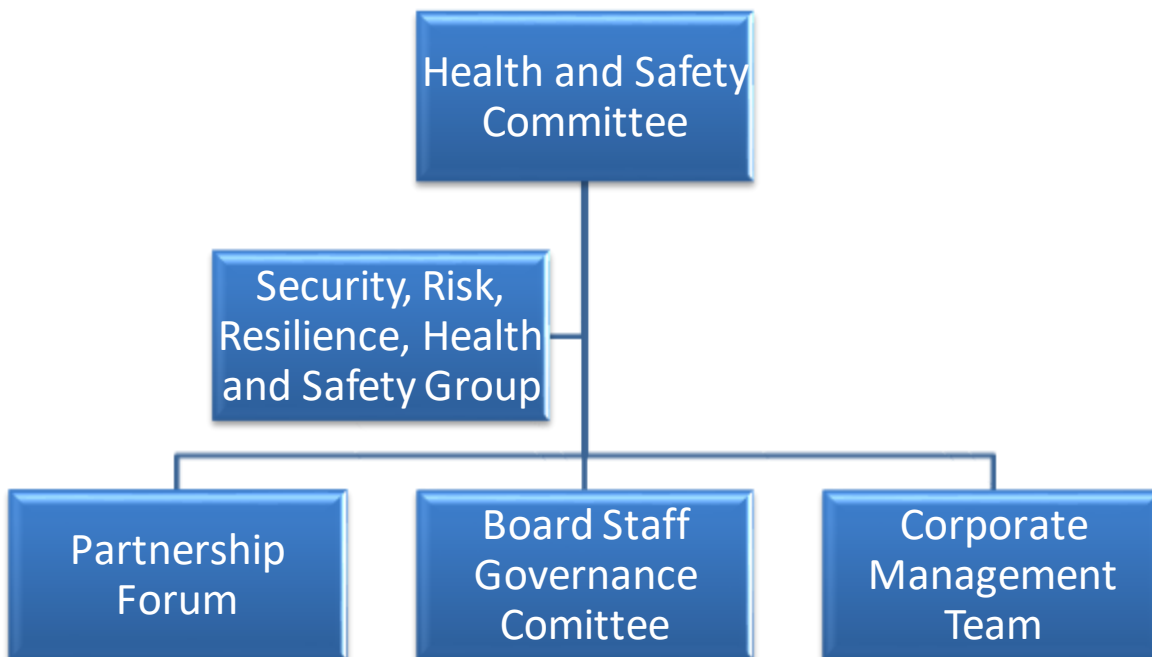 Health and Safety
Committee
Security, Risk,
Resilience, Health
and Safety Group
Partnership
Forum
Board Staff
Governance
Comittee
Corporate
Management
Team